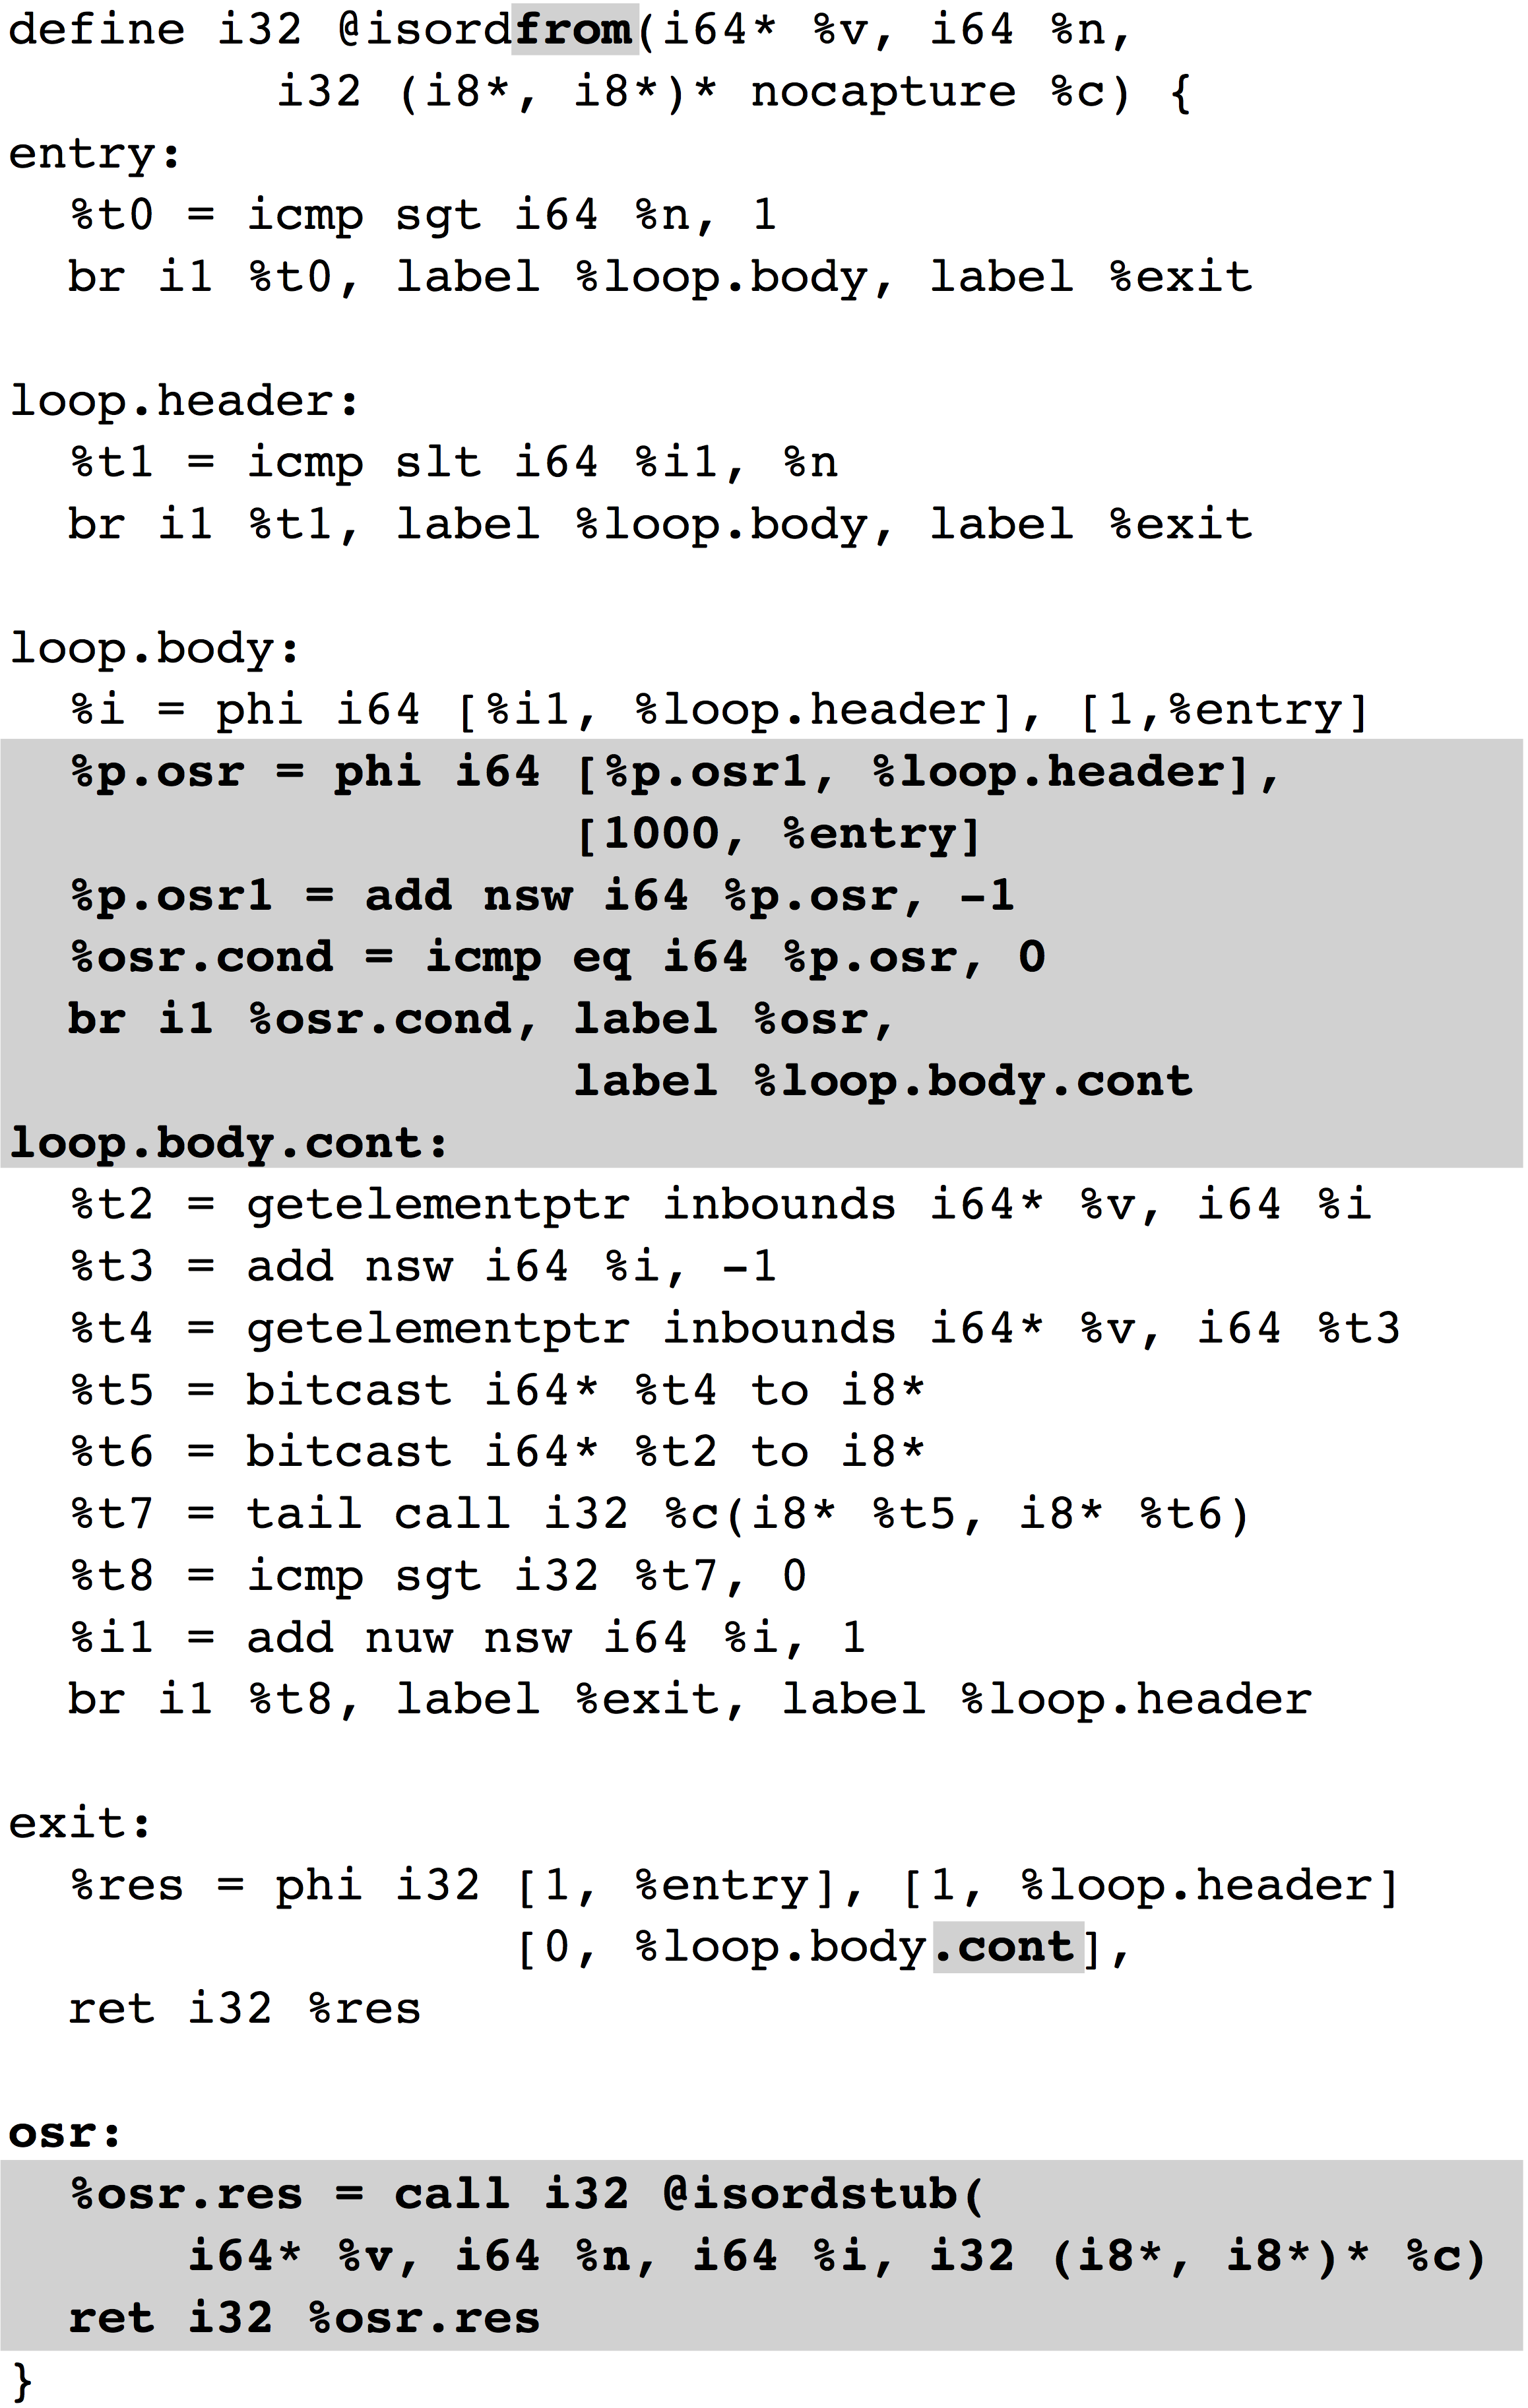 define i32 @isordfrom(i64* %v, i64 %n,
i32 (i8*, i8*)* nocapture %c) {
entry:
%t0 = icmp sgt i64 %n, 1
br i1 %t0, label %loop.body, label %exit
loop.header:
%t1 = icmp slt i64 %i1, %n
br i1 %t1, label %loop.body, label %exit
loop.body:
%i = phi i64 [%i1, %loop.header], [1,%entry]
%p.osr = phi i64 [%p.osr1, %loop.header],
[1000, %entry]
%p.osr1 = add nsw i64 %p.osr, -1
%osr.cond = icmp eq i64 %p.osr, 0
br i1 %osr.cond, label %osr,
label %loop.body.cont
loop.body.cont:
%t2 = getelementptr inbounds i64* %v, i64 %i
%t3 = add nsw i64 %i, -1
%t4 = getelementptr inbounds i64* %v, i64 %t3
%t5 = bitcast i64* %t4 to i8*
%t6 = bitcast i64* %t2 to i8*
%t7 = tail call i32 %c(i8* %t5, i8* %t6)
%t8 = icmp sgt i32 %t7, 0
%i1 = add nuw nsw i64 %i, 1
br i1 %t8, label %exit, label %loop.header
exit:
%res = phi i32 [1, %entry], [1, %loop.header]
[0, %loop.body.cont],
ret i32 %res
osr:
%osr.res = call i32 @isordstub(
i64* %v, i64 %n, i64 %i, i32 (i8*, i8*)* %c)
ret i32 %osr.res
}